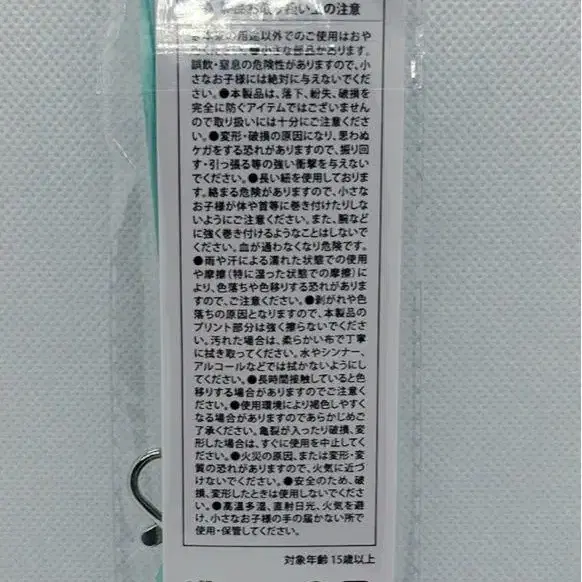 の注意
の用途以外でのご使用はおや
ください。●小さな部品があります。
誤飲・窒息の危険性がありますので、小
さなお子様には絶対に与えないでくだ
さい。●本製品は、落下、紛失、破損を
完全に防ぐアイテムではございません
ので取り扱いには十分にご注意くださ
い。●変形・破損の原因になり、思わぬ
ケガをする恐れがありますので、振り回
す・引っ張る等の強い衝撃を与えない
でください。●長い紐を使用しておりま
す。絡まる危険がありますので、小さ
なお子様が体や首等に巻き付けたりしな
いようにご注意ください。また、腕など
に強く巻き付けるようなことはしないで
ください。血が通わなくなり危険です。
●雨や汗による濡れた状態での使用
や摩擦(特に湿った状態での摩擦)に
より、色落ちや色移りする恐れがありま
すので、ご注意ください。●剥がれや色
落ちの原因となりますので、本製品の
プリント部分は強く擦らないでくださ
い。汚れた場合は、柔らかい布で丁寧
に拭き取ってください。水やシンナー、
アルコールなどでは拭かないようにし
てください。●長時間接触していると色
移りする場合がありますのでご注意く
ださい。●使用環境により褪色しやすく
なる場合がありますのであらかじめご
了承ください。亀裂が入ったり破損、変
形した場合は、すぐに使用を中止してく
ださい。●火災の原因、または変形・変
質の恐れがありますので、火気に近づ
けないでください。●安全のため、破
損、変形したときは使用しないでくださ
い。●高温多湿、直射日光、火気を避
け、小さなお子様の手の届かない所で
使用・保管してください。
対象年齢 15歳以上